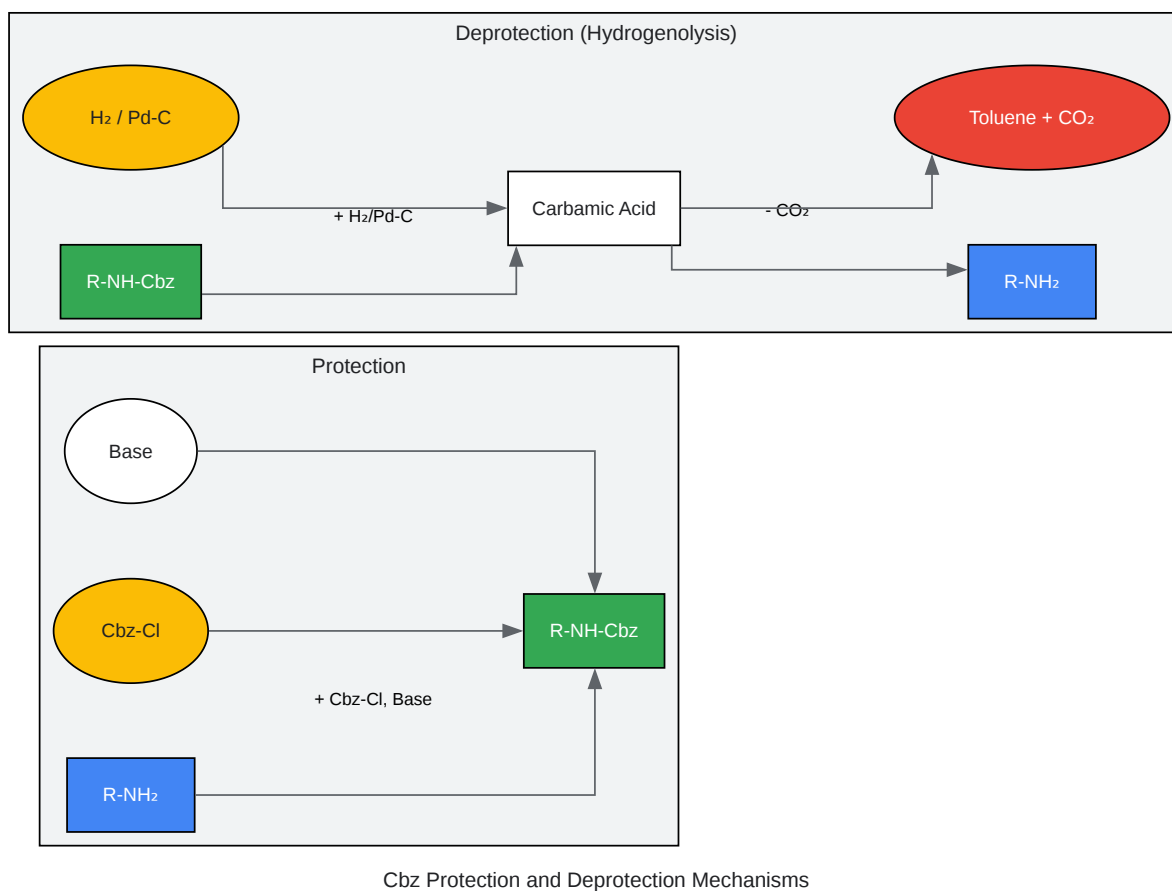 Deprotection (Hydrogenolysis)
H₂ / Pd-C
Toluene + CO₂
Carbamic Acid
+ H₂/Pd-C
- CO₂
R-NH-Cbz
R-NH₂
Protection
Base
Cbz-Cl
R-NH-Cbz
+ Cbz-Cl, Base
R-NH₂
Cbz Protection and Deprotection Mechanisms